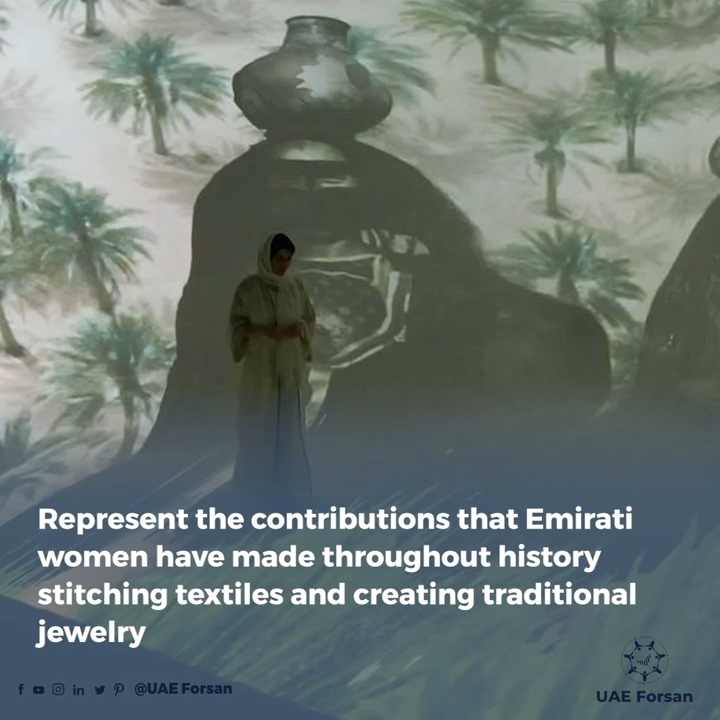 Represent the contributions that Emirati
women have made throughout history
stitching textiles and creating traditional
jewelry
@UAE Forsan
UAE Forsan